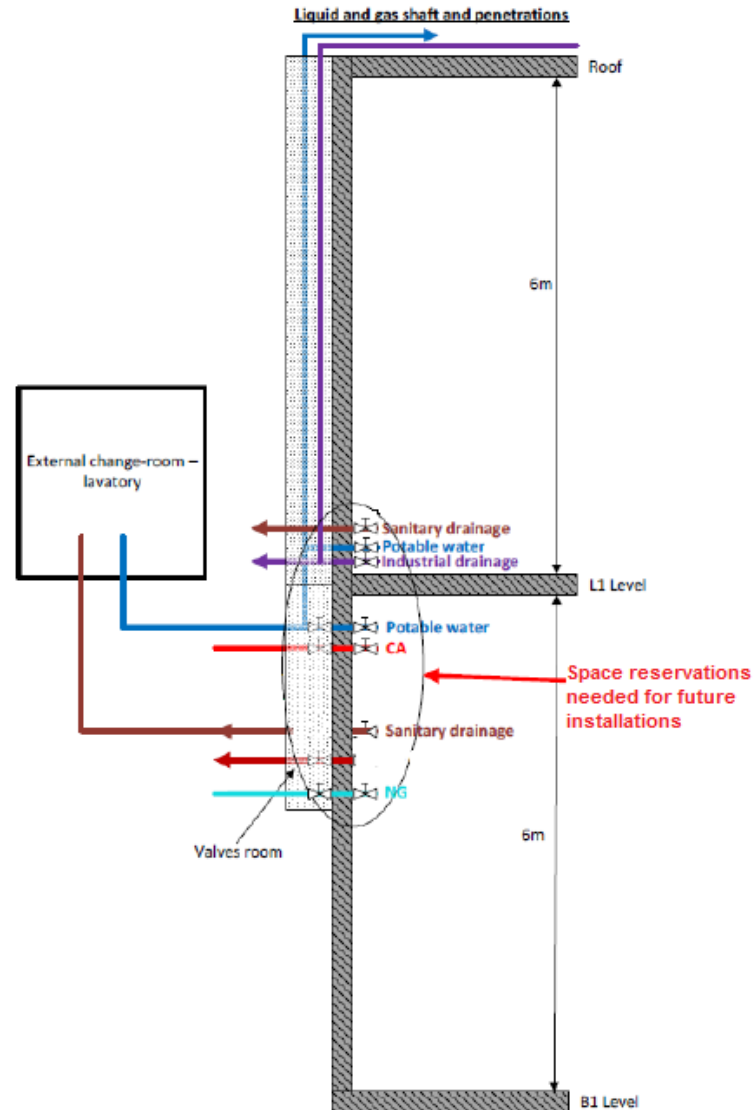 Liquid and gas shaft and penetrations
Roof
6m
External change-room –
lavatory
Sanitary drainage
Potable water
Industrial drainage
L1 Level
Potable water
CA
Space reservations
needed for future
installations
Sanitary drainage
NG
Valves room
6m
B1 Level